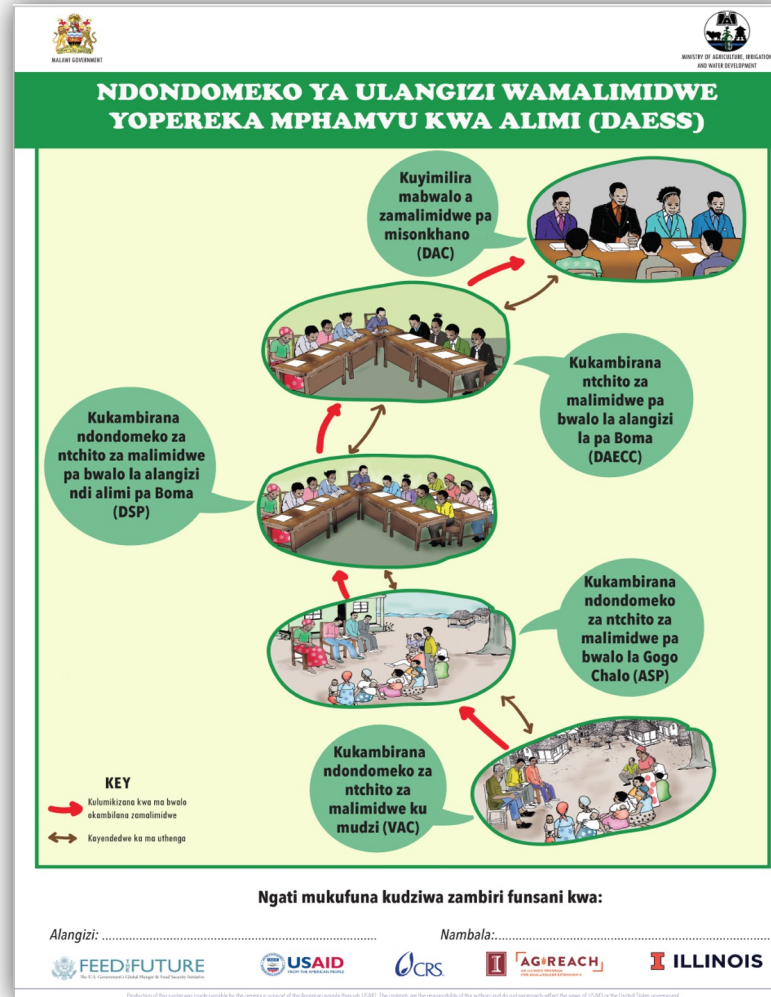 MALAWI GOVERNMENT
MINISTRY OF AGRICULTURE, IRRIGATION
AND WATER DEVELOPMENT
NDONDOMEKO YA ULANGIZI WAMALIMIDWE
YOPEREKA MPHAMVU KWA ALIMI (DAESS)
Kuyimilira
mabwalo a
zamalimidwe pa
misonkhano
(DAC)
Kukambirana
ntchito za
malimidwe pa
bwalo la alangizi
la pa Boma
(DAECC)
Kukambirana
ndondomeko za
ntchito za malimidwe
pa bwalo la alangizi
ndi alimi pa Boma
(DSP)
Kukambirana
ndondomeko
za ntchito za
malimidwe pa
bwalo la Gogo
Chalo (ASP)
Kukambirana
ndondomeko za
ntchito za
malimidwe ku
mudzi (VAC)
KEY
Kulumikizana kwa ma bwalo
okambilana zamalimidwe
Kayendedwe ka ma uthenga
Ngati mukufuna kudziwa zambiri funsani kwa:
Alangizi:
Nambala:
FEED THE FUTURE
The U.S. Government's Global Hunger & Food Security Initiative
USAID
FROM THE AMERICAN PEOPLE
CRS
I AGREACH
I ILLINOIS